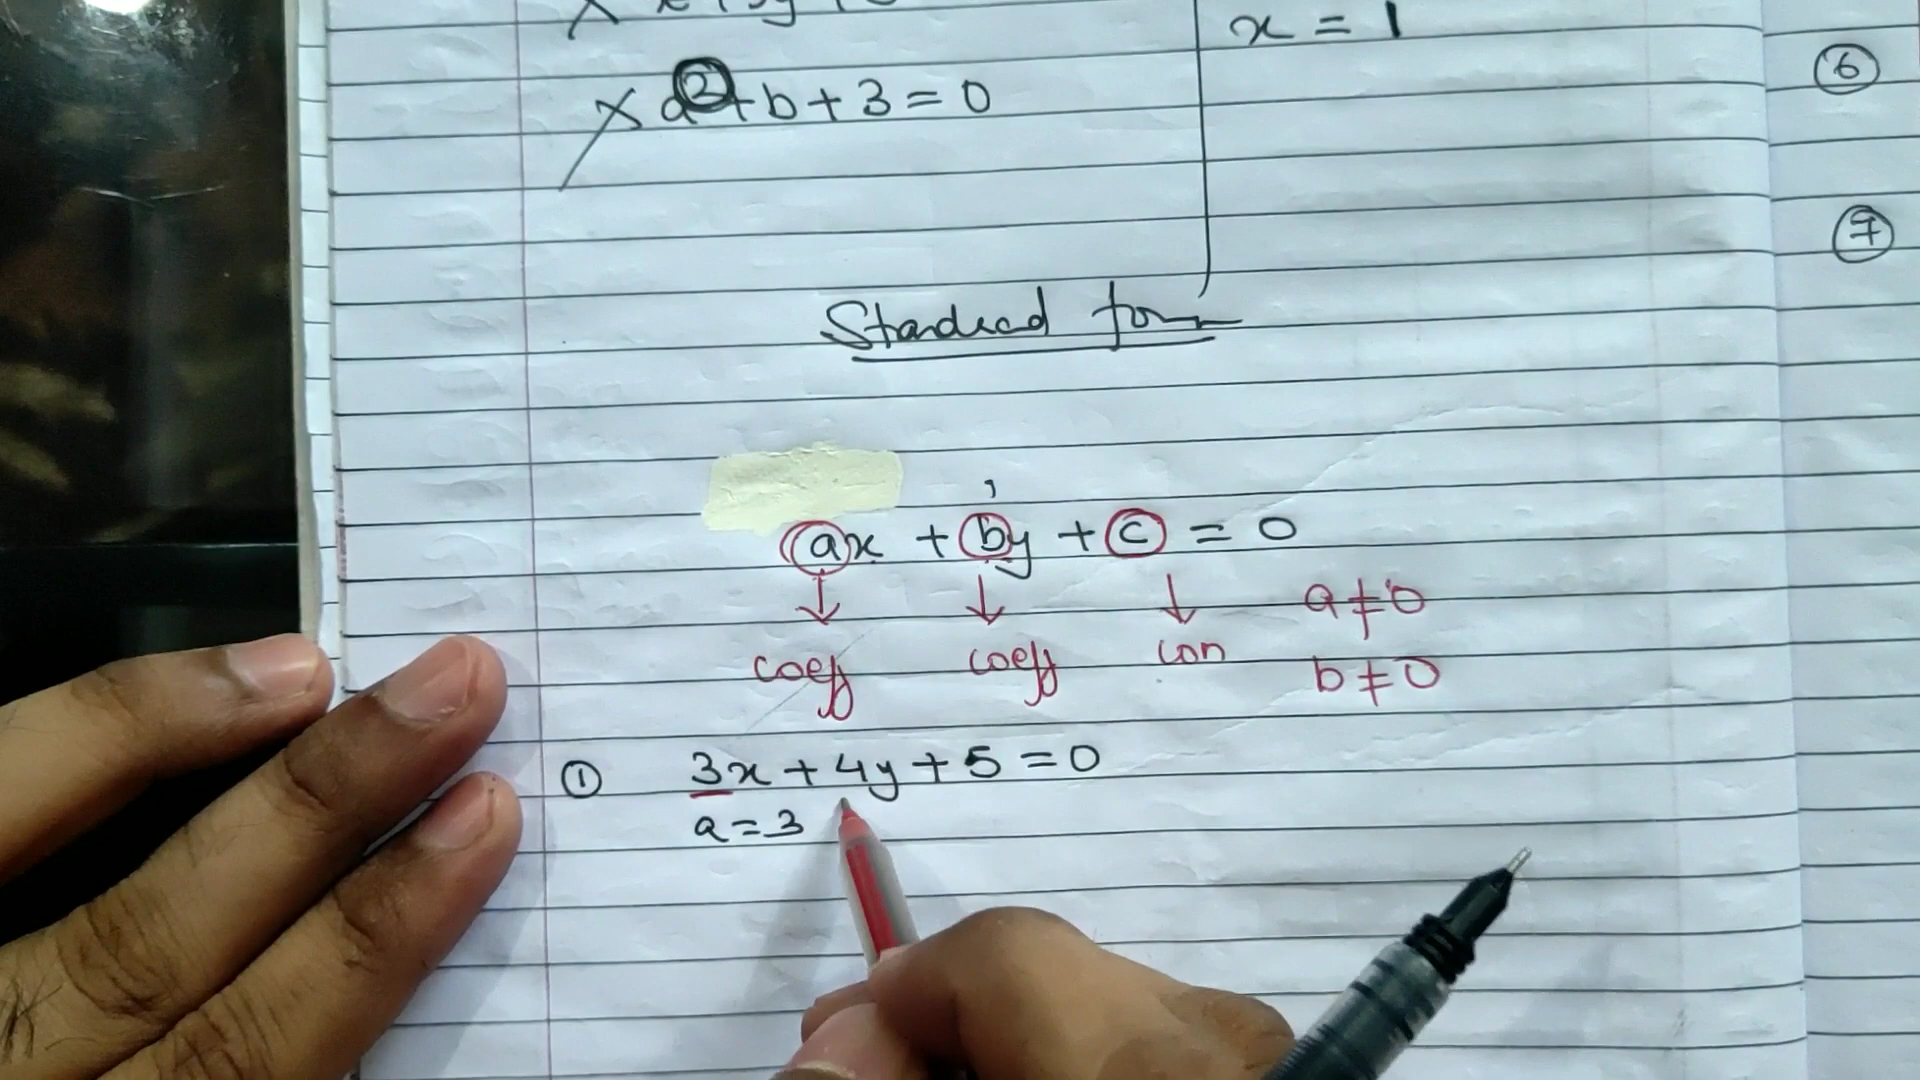 x = 1
6
× a²+b+3=0
7
Standard form
ax + by + c = 0
a≠0
coeff coeff con
b≠0
① 3x+4y+5=0
a=3